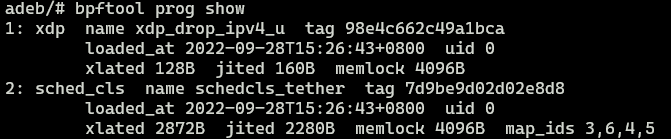 adeb/# bpftool prog show
1: xdp  name xdp_drop_ipv4_u  tag 98e4c662c49a1bca
        loaded_at 2022-09-28T15:26:43+0800  uid 0
        xlated 128B  jited 160B  memlock 4096B
2: sched_cls  name schedcls_tether  tag 7d9be9d02d02e8d8
        loaded_at 2022-09-28T15:26:43+0800  uid 0
        xlated 2872B  jited 2280B  memlock 4096B  map_ids 3,6,4,5